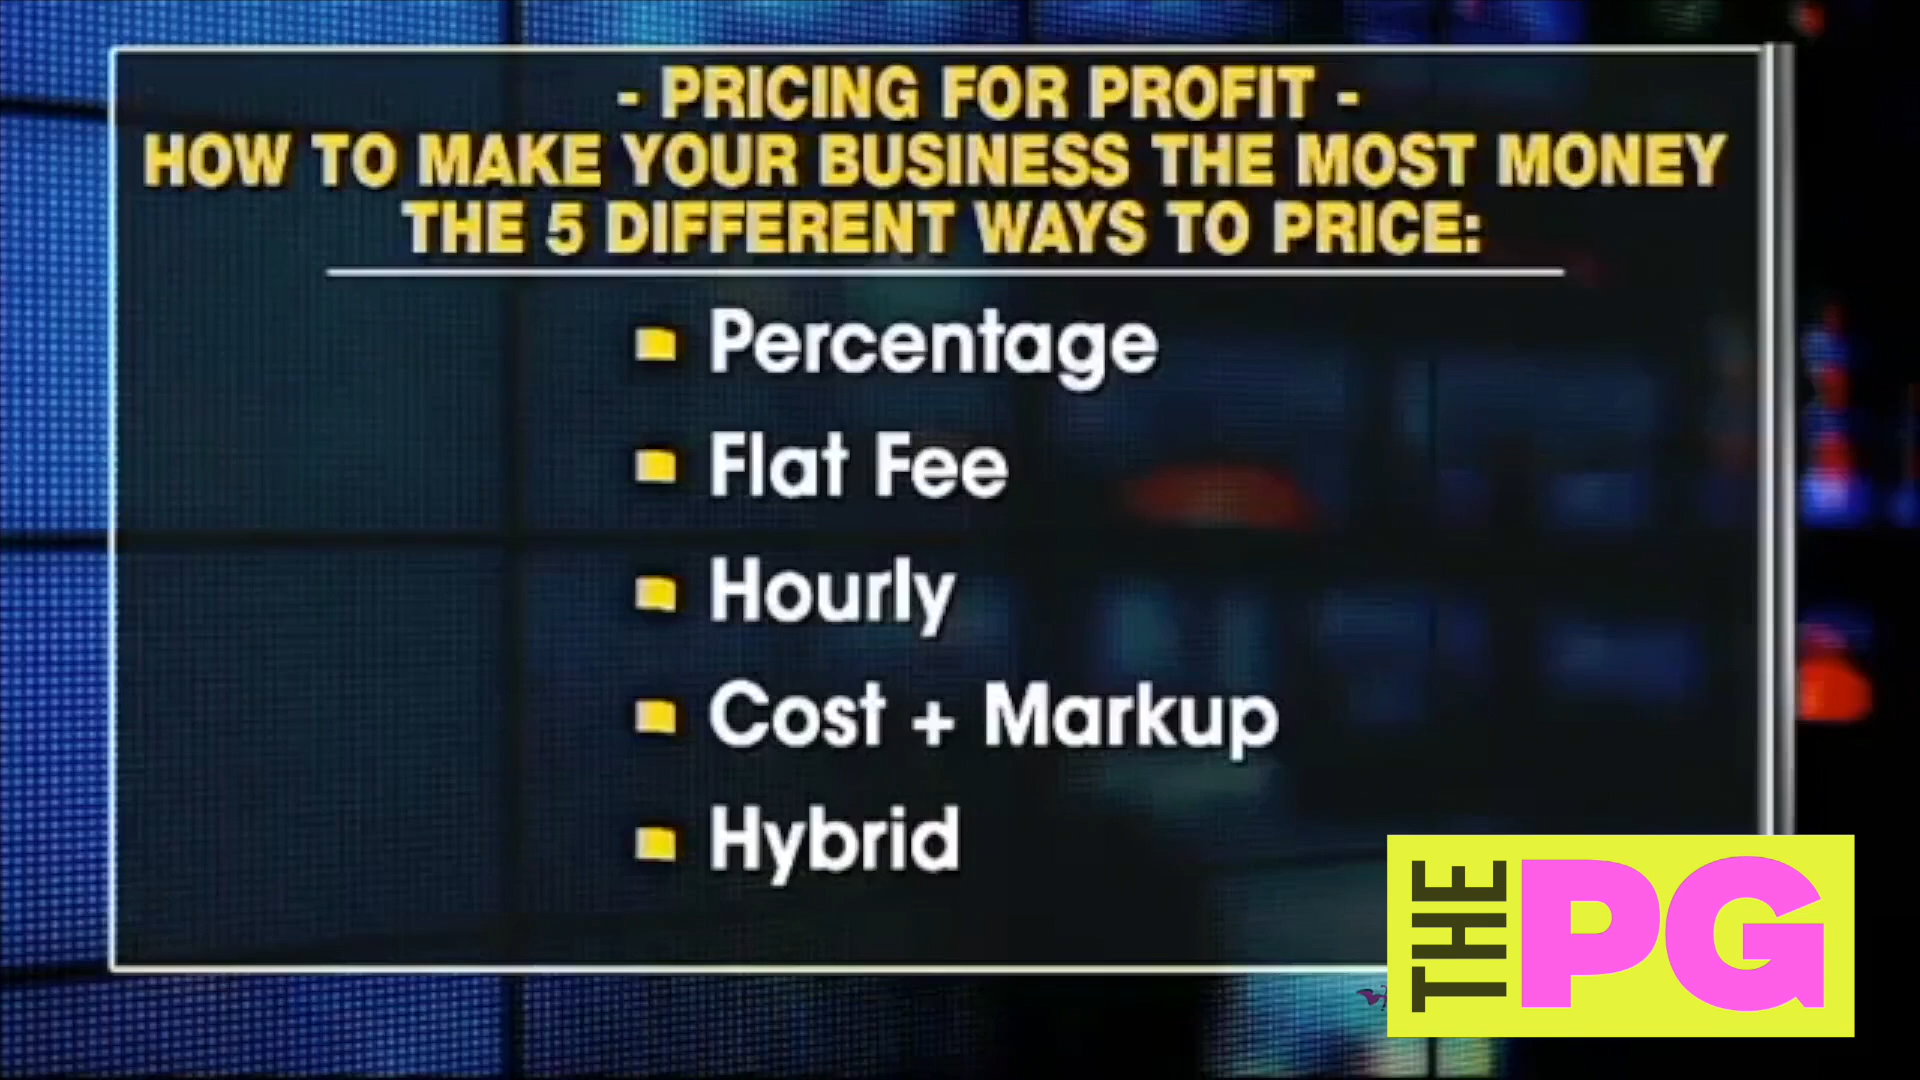 - PRICING FOR PROFIT -
HOW TO MAKE YOUR BUSINESS THE MOST MONEY
THE 5 DIFFERENT WAYS TO PRICE:
Percentage
Flat Fee
Hourly
Cost + Markup
Hybrid
THE PG